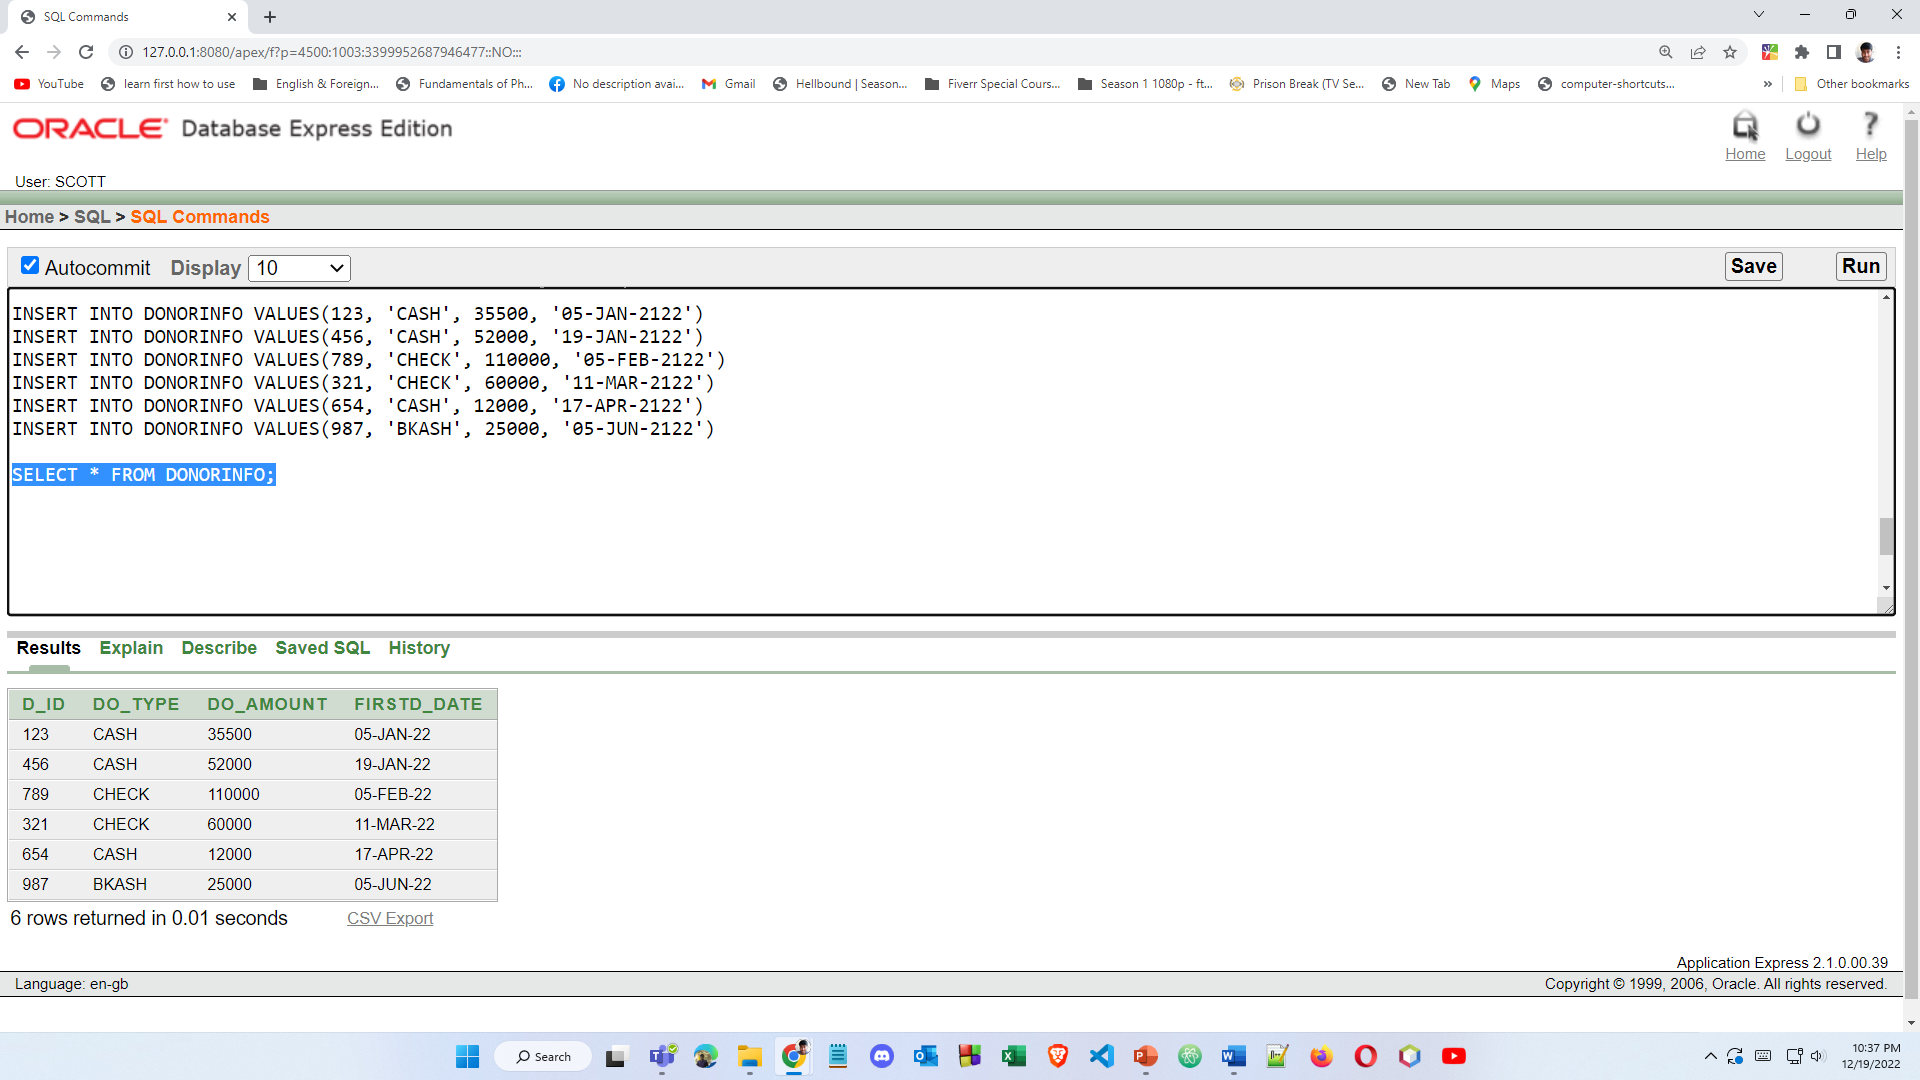 SQL Commands
127.0.0.1:8080/apex/f?p=4500:1003:3399952687946477::NO:::
YouTube learn first how to use English & Foreign... Fundamentals of Ph... No description avai... Gmail Hellbound | Season... Fiverr Special Cours... Season 1 1080p - ft... Prison Break (TV Se... New Tab Maps computer-shortcuts... » Other bookmarks
ORACLE Database Express Edition
Home Logout Help
User: SCOTT
Home > SQL > SQL Commands
Autocommit Display 10 Save Run
INSERT INTO DONORINFO VALUES(123, 'CASH', 35500, '05-JAN-2122')
INSERT INTO DONORINFO VALUES(456, 'CASH', 52000, '19-JAN-2122')
INSERT INTO DONORINFO VALUES(789, 'CHECK', 110000, '05-FEB-2122')
INSERT INTO DONORINFO VALUES(321, 'CHECK', 60000, '11-MAR-2122')
INSERT INTO DONORINFO VALUES(654, 'CASH', 12000, '17-APR-2122')
INSERT INTO DONORINFO VALUES(987, 'BKASH', 25000, '05-JUN-2122')
SELECT * FROM DONORINFO;
Results Explain Describe Saved SQL History
D_ID DO_TYPE DO_AMOUNT FIRSTD_DATE
123 CASH 35500 05-JAN-22
456 CASH 52000 19-JAN-22
789 CHECK 110000 05-FEB-22
321 CHECK 60000 11-MAR-22
654 CASH 12000 17-APR-22
987 BKASH 25000 05-JUN-22
6 rows returned in 0.01 seconds CSV Export
Application Express 2.1.0.00.39
Language: en-gb Copyright © 1999, 2006, Oracle. All rights reserved.
Search
10:37 PM
12/19/2022